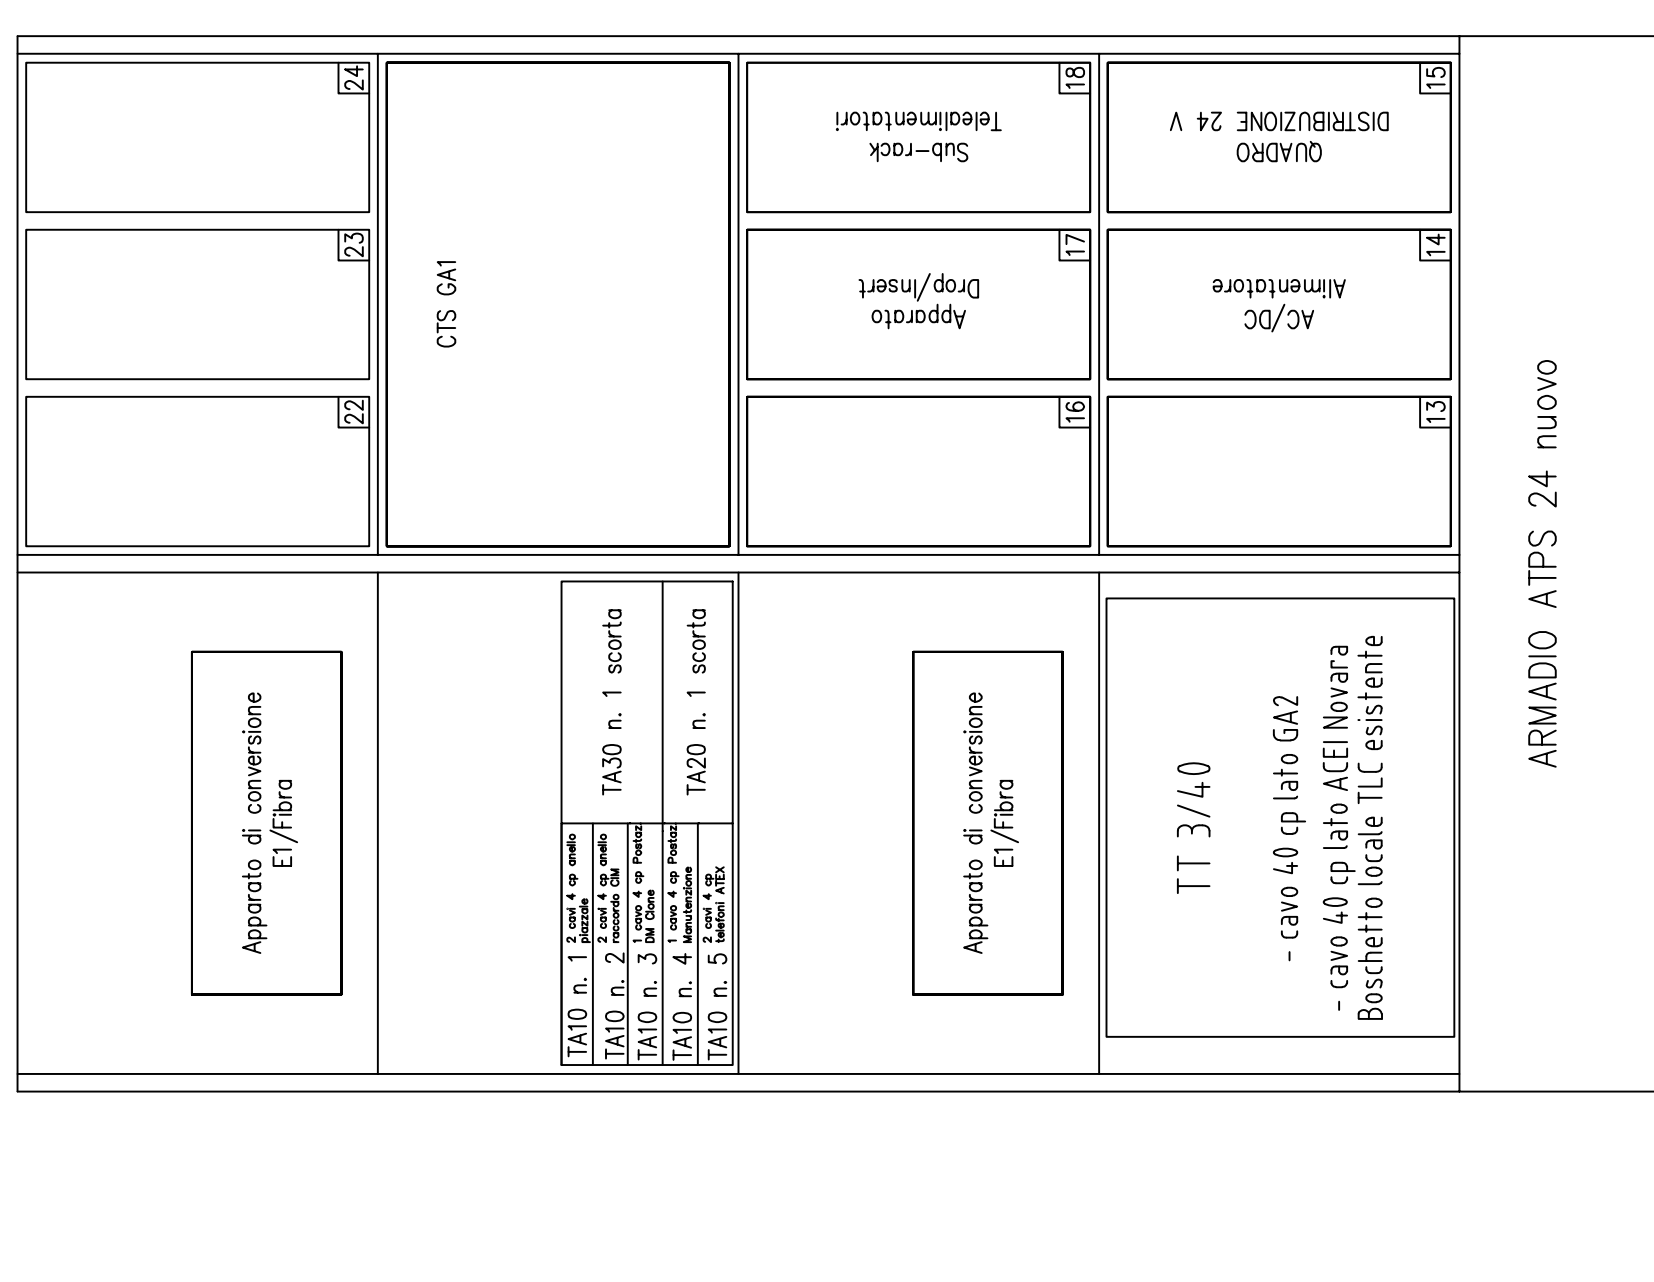 24
23
22
CTS GA1
18
Sub-rack
Telealimentatori
17
Apparato
Drop/Insert
16
15
QUADRO
DISTRIBUZIONE 24 V
14
AC/DC
Alimentatore
13
Apparato di conversione
E1/Fibra
TA10 n. 1 2 cavi 4 cp anello
piazzale
TA10 n. 2 2 cavi 4 cp anello
raccordo CIM
TA10 n. 3 1 cavo 4 cp Postaz.
DM Clone
TA10 n. 4 1 cavo 4 cp Postaz.
Manutenzione
TA10 n. 5 2 cavi 4 cp
telefoni ATEX
TA30 n. 1 scorta
TA20 n. 1 scorta
Apparato di conversione
E1/Fibra
TT 3/40
- cavo 40 cp lato GA2
- cavo 40 cp lato ACEI Novara
Boschetto locale TLC esistente
ARMADIO ATPS 24 nuovo